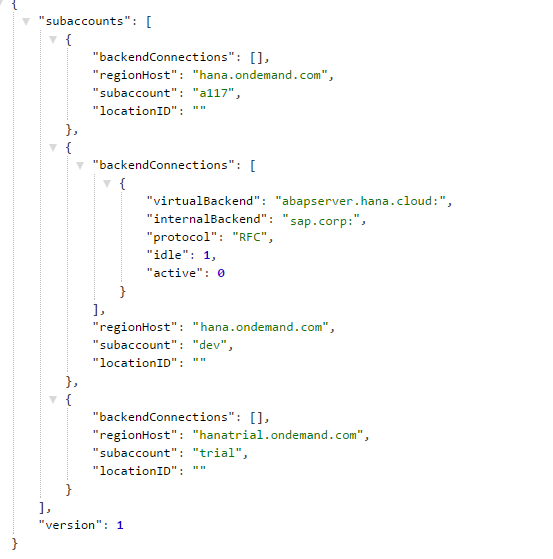 {
"subaccounts": [
{
"backendConnections": [],
"regionHost": "hana.ondemand.com",
"subaccount": "a117",
"locationID": ""
},
{
"backendConnections": [
{
"virtualBackend": "abapserver.hana.cloud:",
"internalBackend": "sap.corp:",
"protocol": "RFC",
"idle": 1,
"active": 0
}
],
"regionHost": "hana.ondemand.com",
"subaccount": "dev",
"locationID": ""
},
{
"backendConnections": [],
"regionHost": "hanatrial.ondemand.com",
"subaccount": "trial",
"locationID": ""
}
],
"version": 1
}